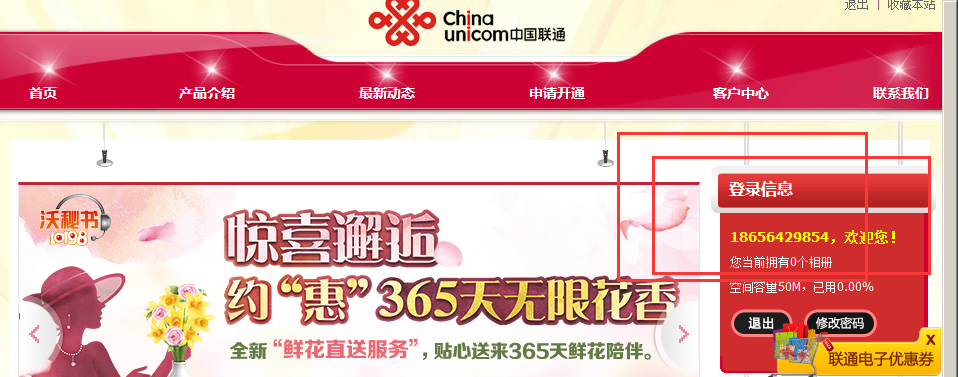 退出 | 收藏本站
China
unicom中国联通
首页 产品介绍 最新动态 申请开通 客户中心 联系我们
登录信息
沃秘书
10198
惊喜邂逅
18656429854，欢迎您！
您当前拥有0个相册
约“惠”365天无限花香
空间容量50M，已用0.00%
退出 修改密码
全新“鲜花直送服务”，贴心送来365天鲜花陪伴。
X
联通电子优惠券